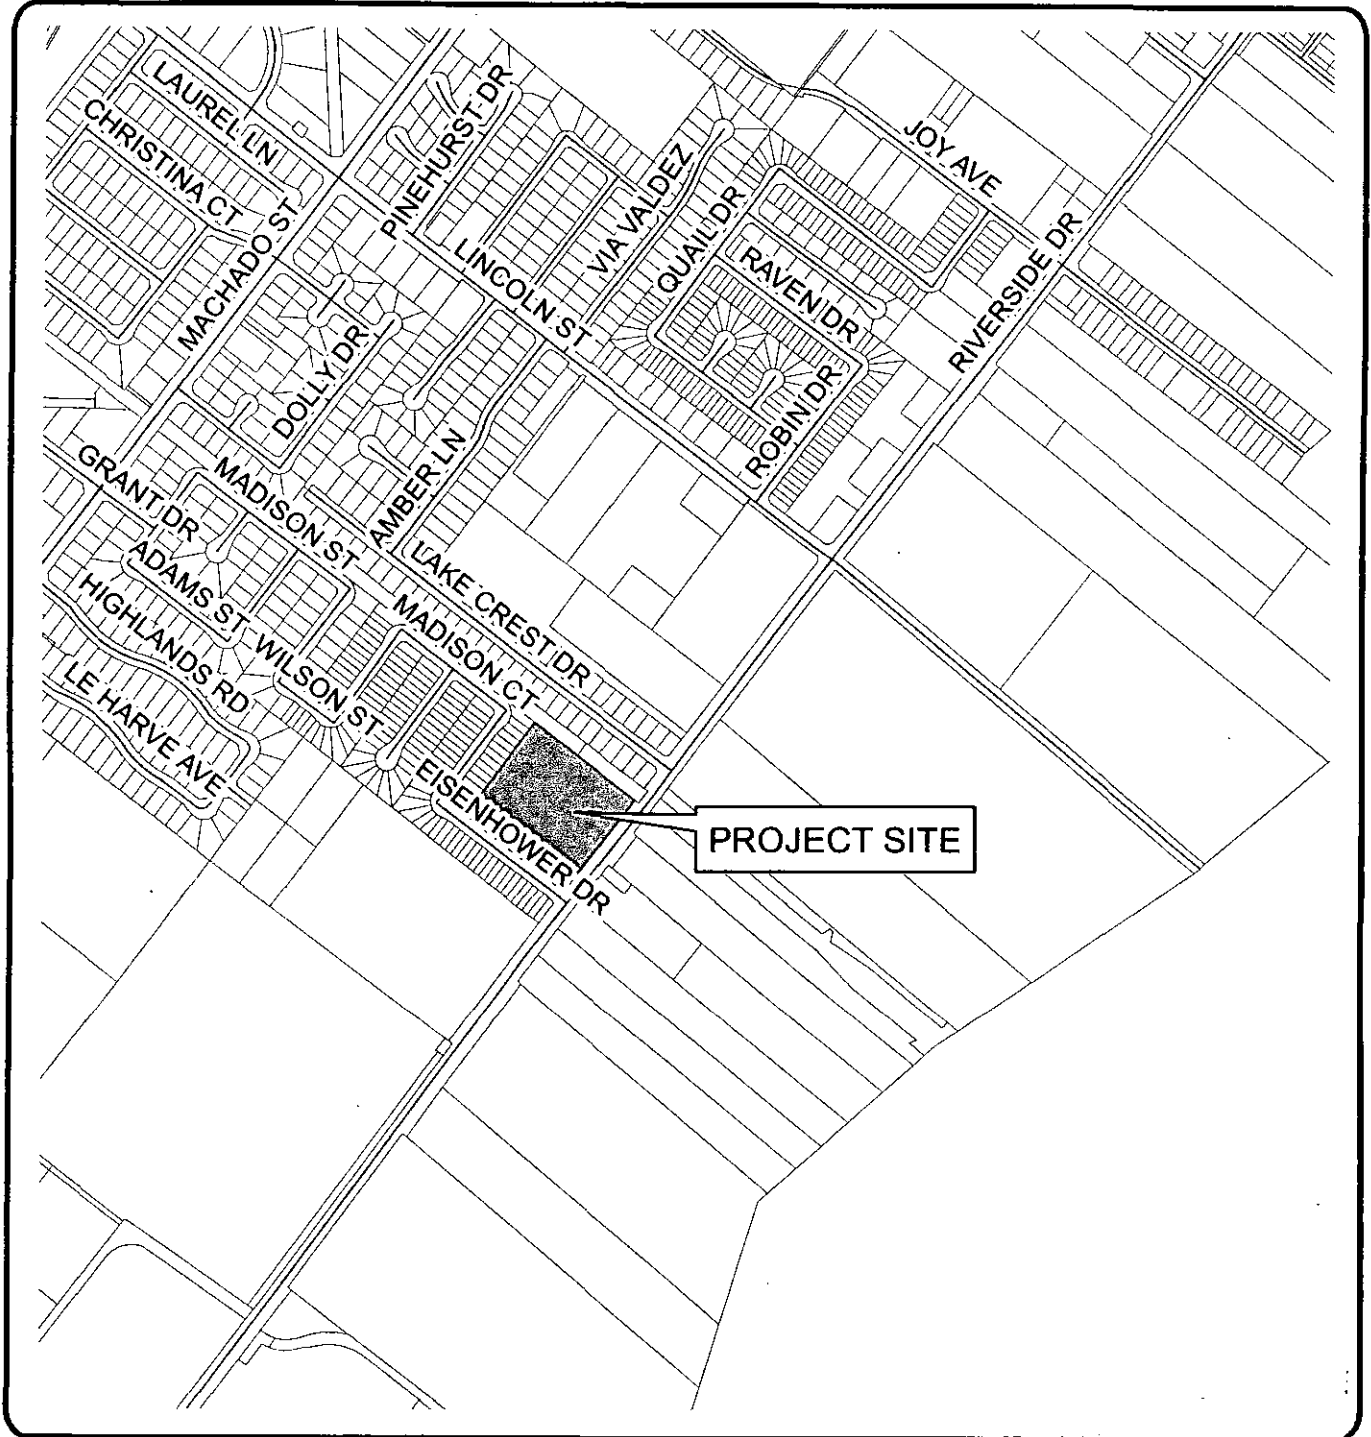 LAUREL LN
CHRISTINA CT
PINEHURST DR
MACHADO ST
JOY AVE
VIA VALDEZ
QUAIL DR
LINCOLN ST
RAVEN DR
RIVERSIDE DR
DOLLY DR
ROBIN DR
AMBER LN
GRANT DR
MADISON ST
ADAMS ST
LAKE CREST DR
HIGHLANDS RD
MADISON CT
WILSON ST
LE HARVE AVE
EISENHOWER DR
PROJECT SITE